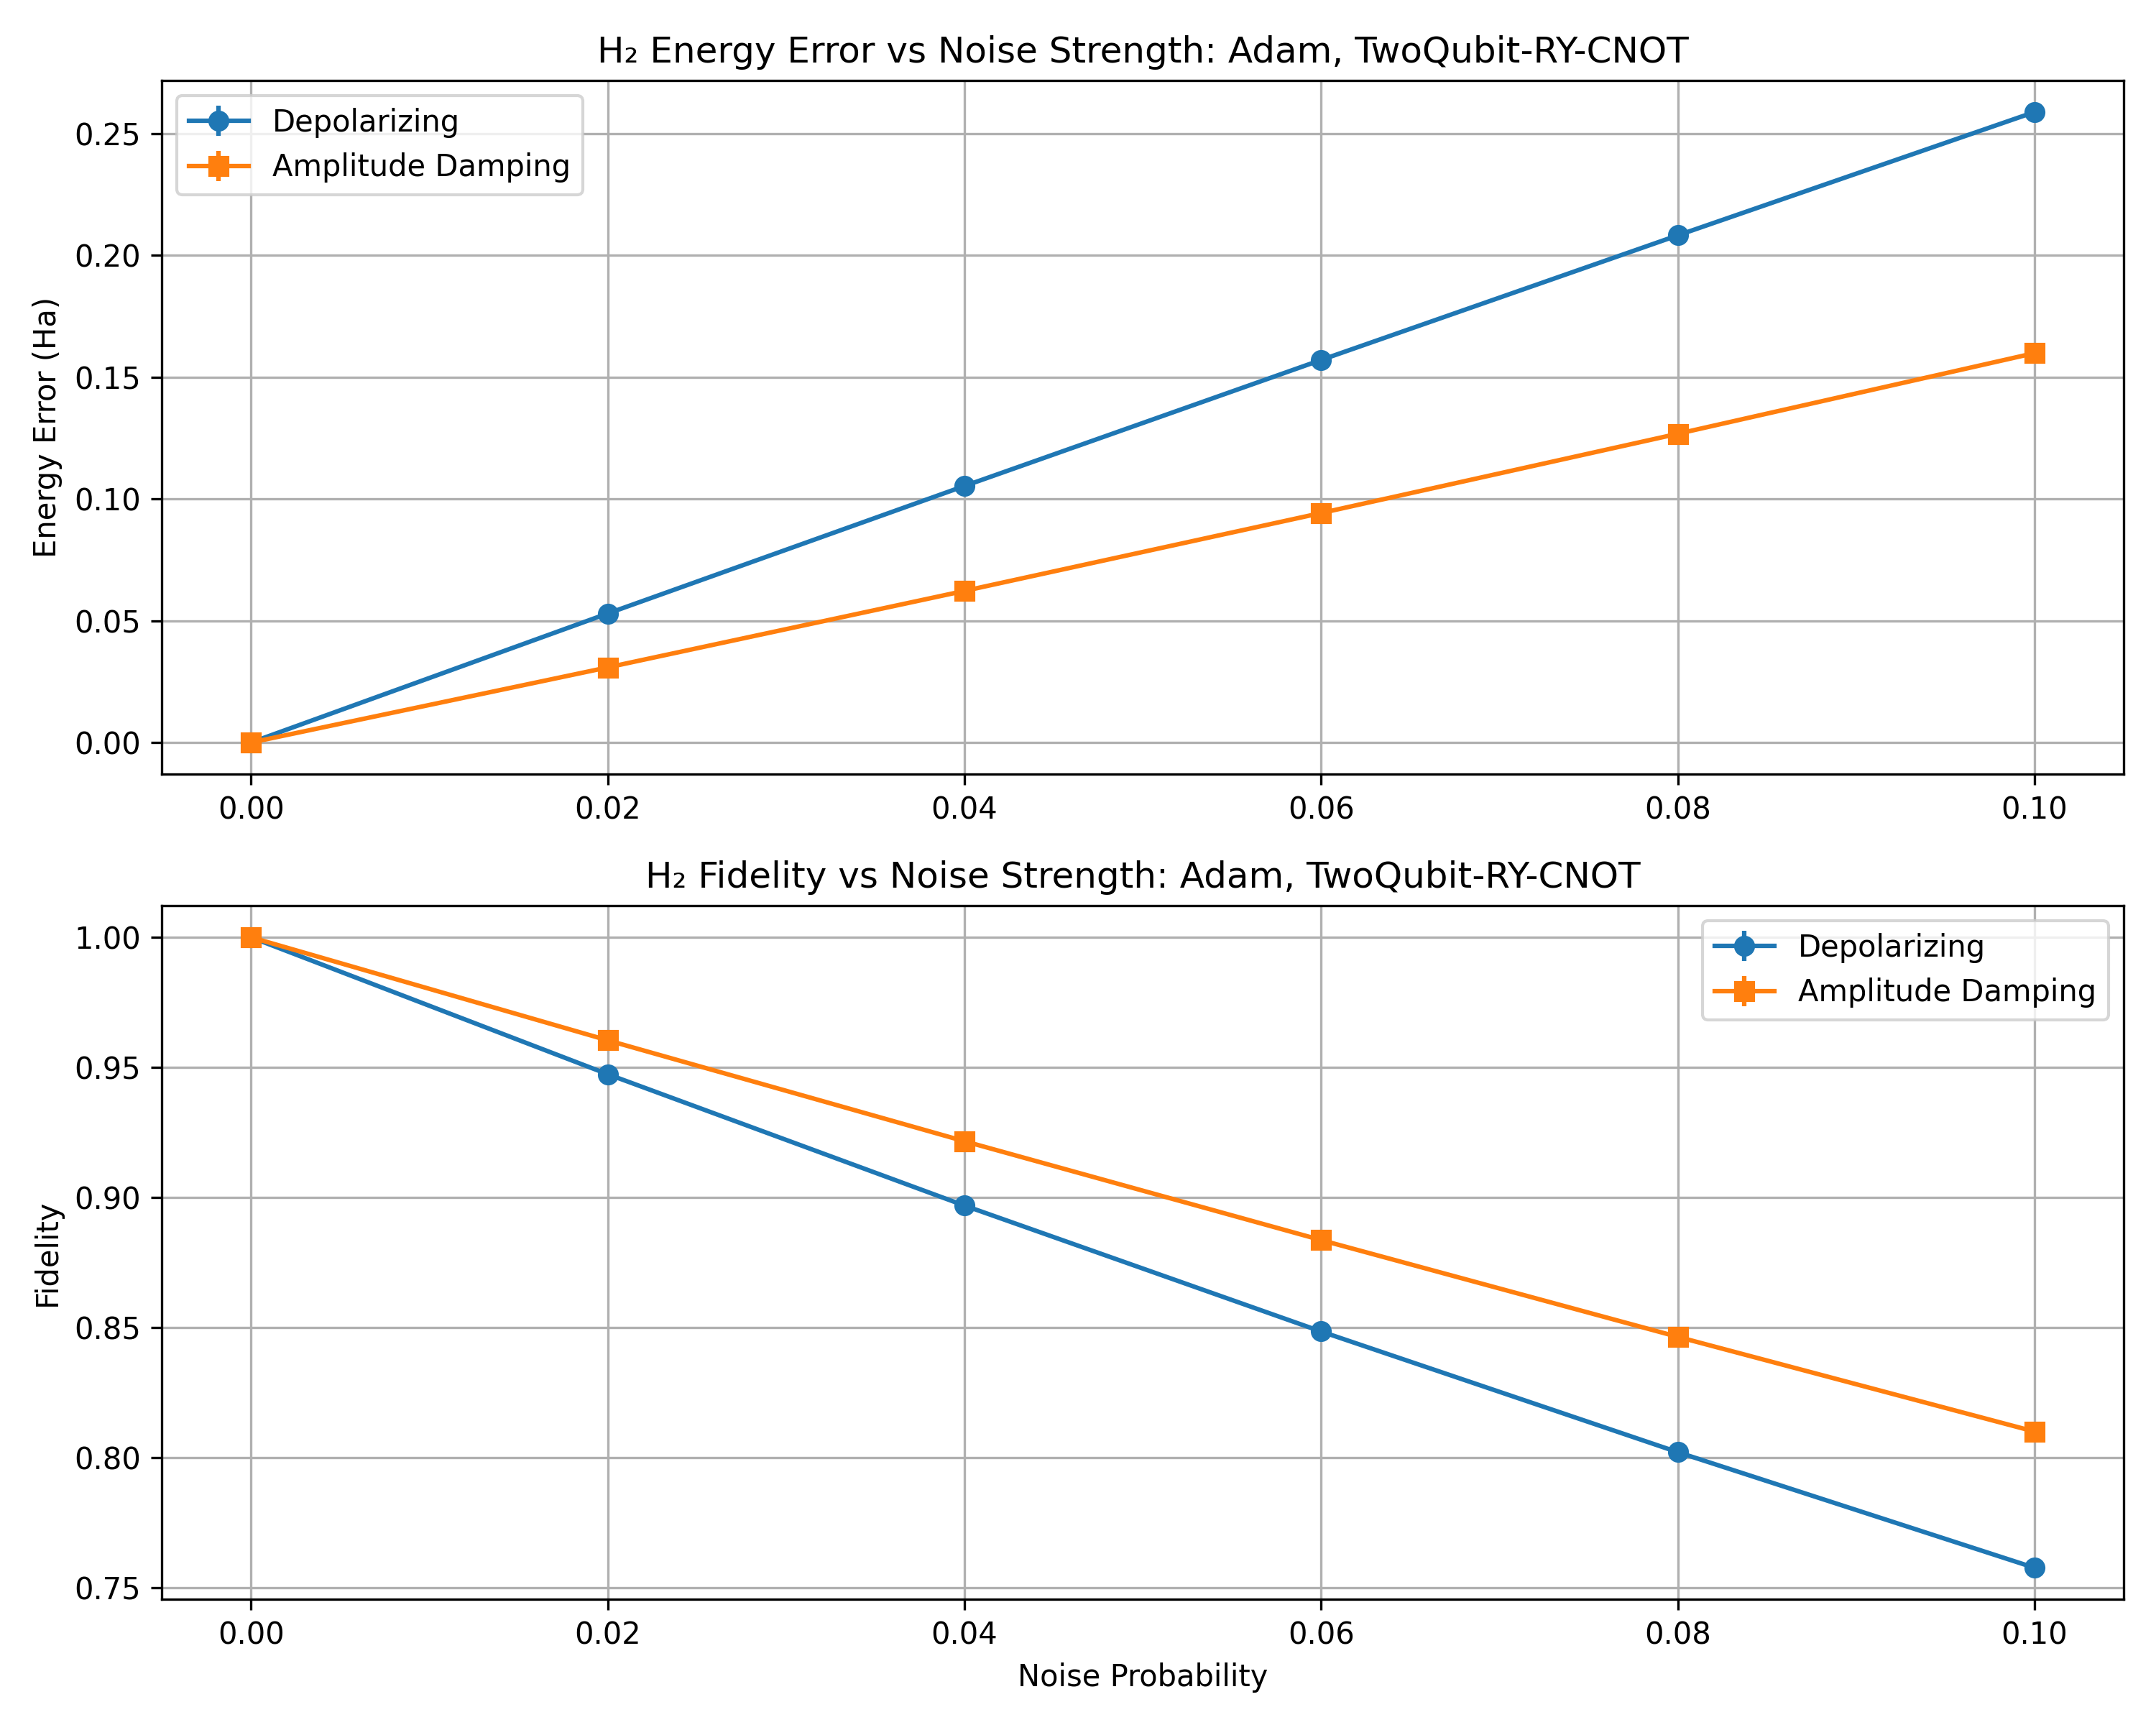 H₂ Energy Error vs Noise Strength: Adam, TwoQubit-RY-CNOT
Depolarizing
Amplitude Damping
Energy Error (Ha)
0.25
0.20
0.15
0.10
0.05
0.00
0.00 0.02 0.04 0.06 0.08 0.10
H₂ Fidelity vs Noise Strength: Adam, TwoQubit-RY-CNOT
Depolarizing
Amplitude Damping
Fidelity
1.00
0.95
0.90
0.85
0.80
0.75
0.00 0.02 0.04 0.06 0.08 0.10
Noise Probability